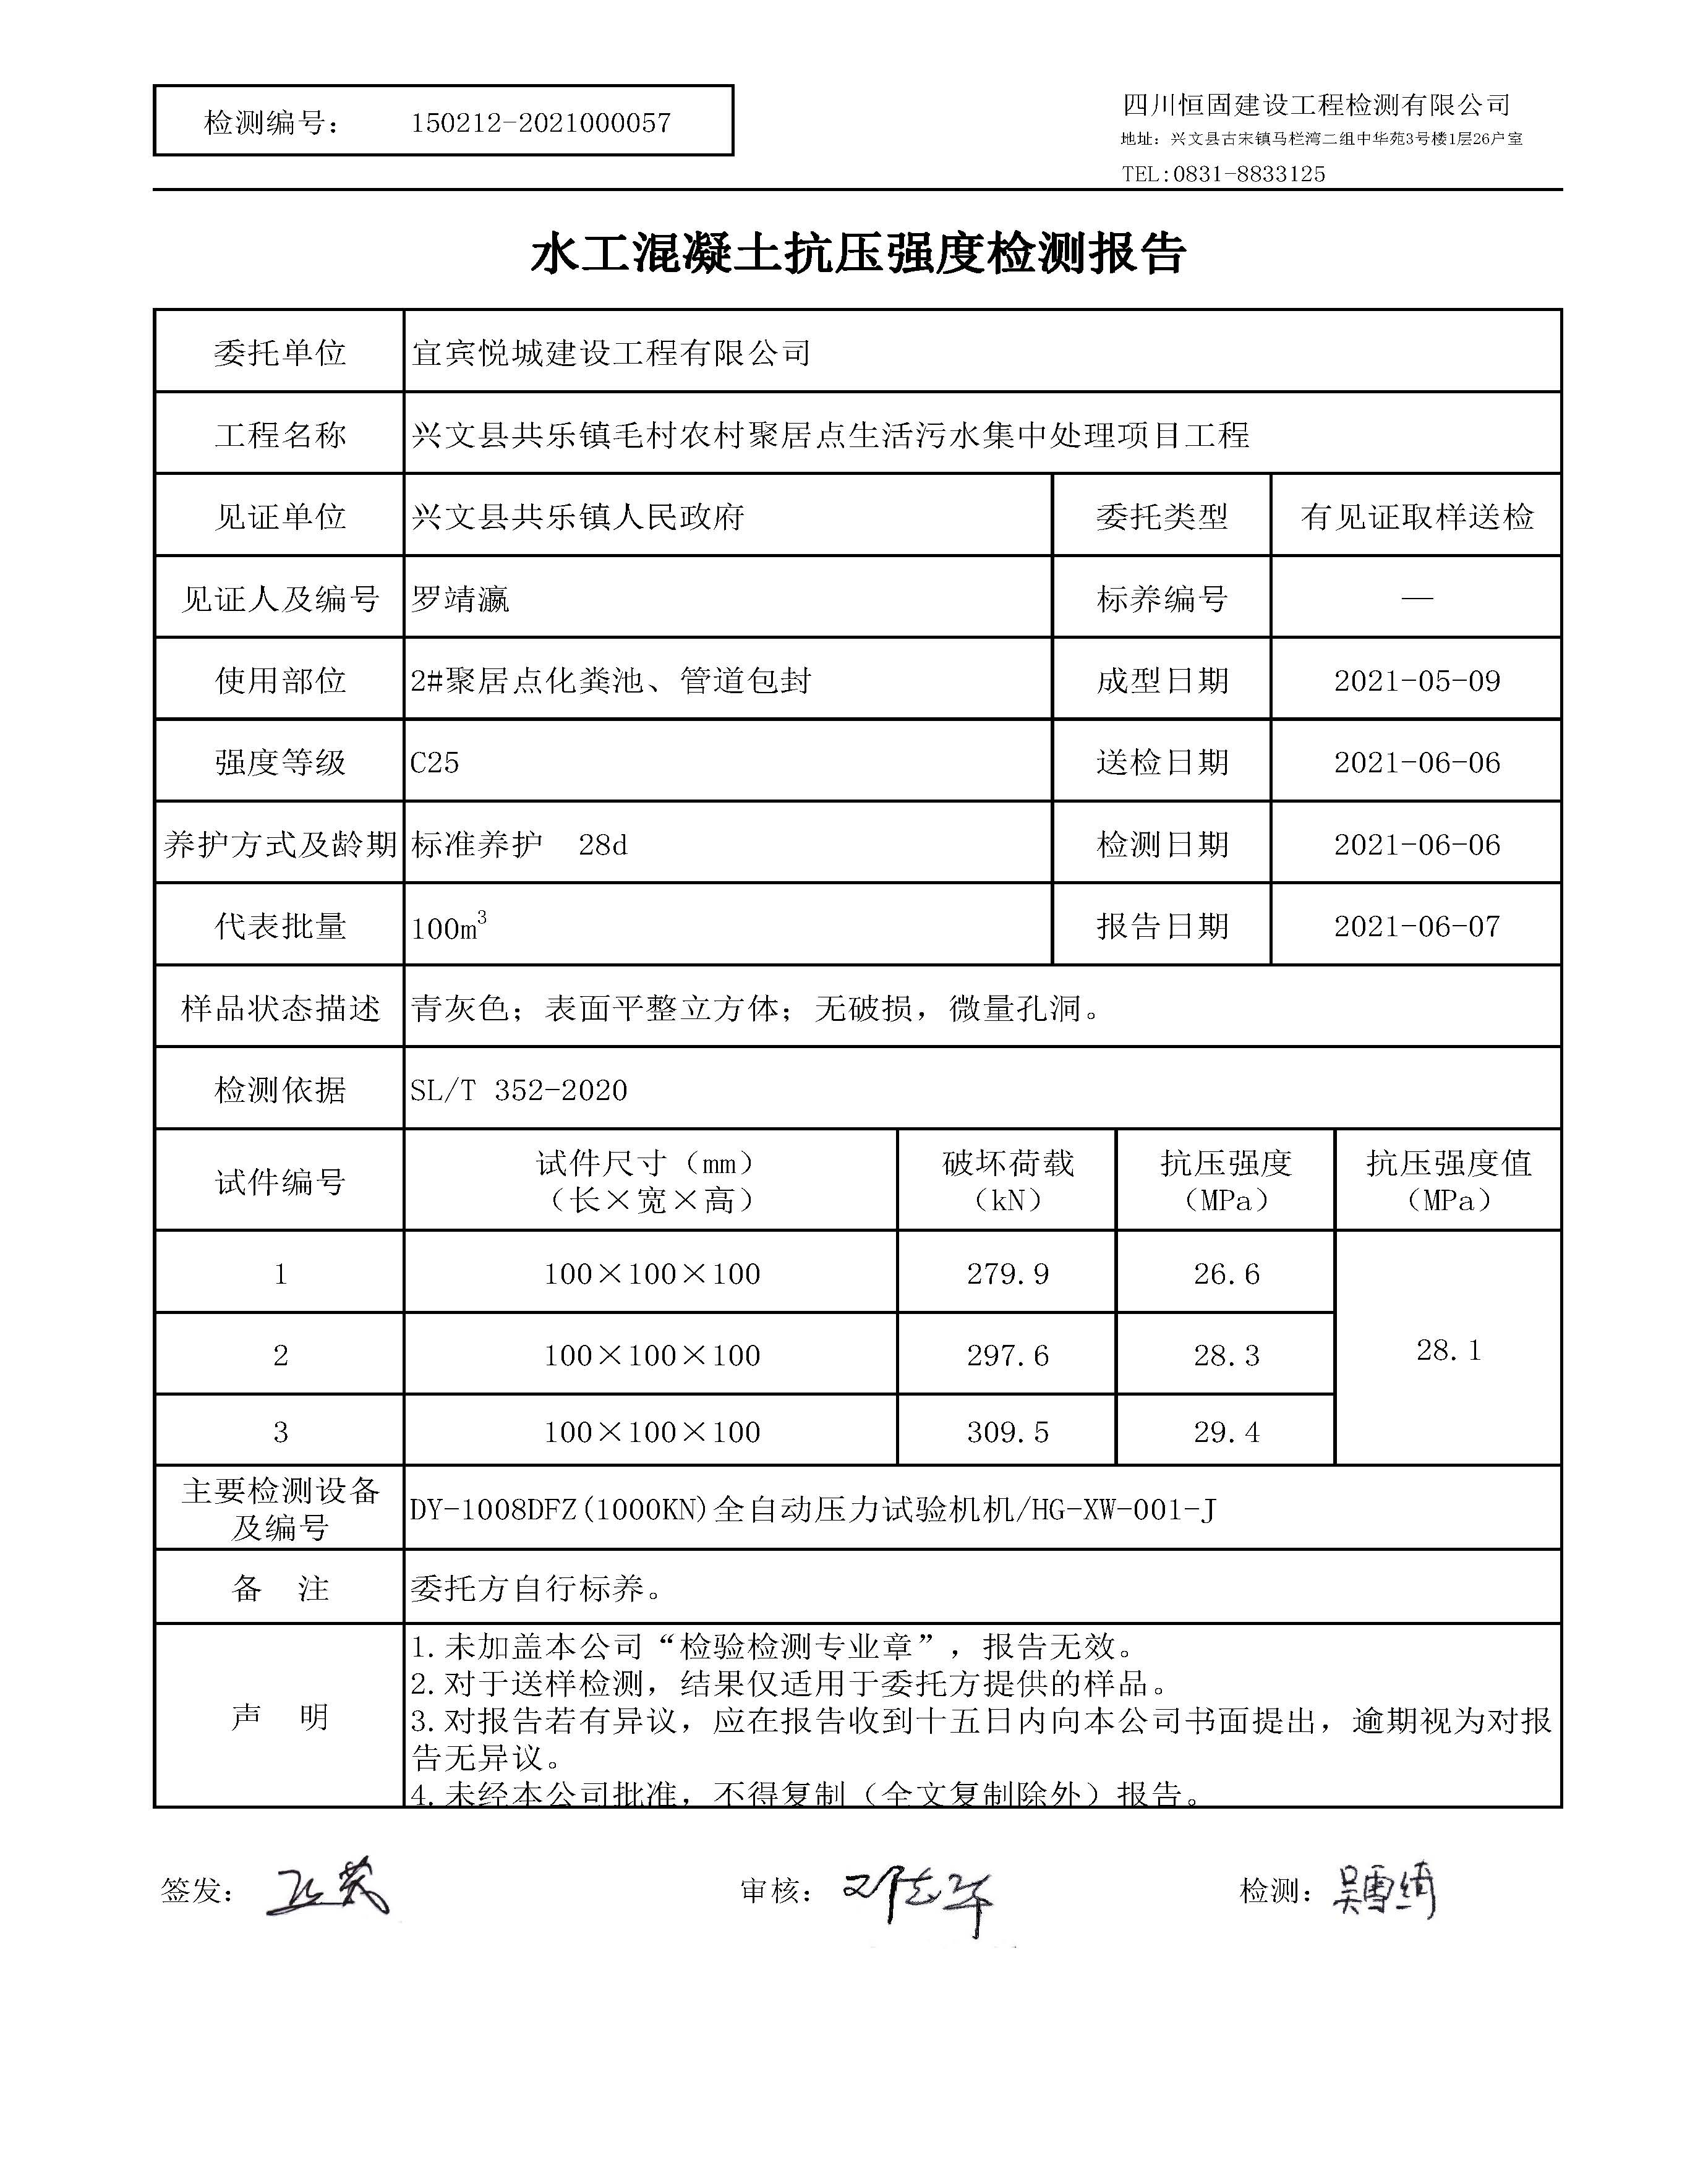 检测编号： 150212-2021000057
四川恒固建设工程检测有限公司
地址：兴文县古宋镇马栏湾二组中华苑3号楼1层26户室
TEL:0831-8833125
水工混凝土抗压强度检测报告
委托单位 宜宾悦城建设工程有限公司
工程名称 兴文县共乐镇毛村农村聚居点生活污水集中处理项目工程
见证单位 兴文县共乐镇人民政府 委托类型 有见证取样送检
见证人及编号 罗靖瀛 标养编号 —
使用部位 2#聚居点化粪池、管道包封 成型日期 2021-05-09
强度等级 C25 送检日期 2021-06-06
养护方式及龄期 标准养护 28d 检测日期 2021-06-06
代表批量 100m³ 报告日期 2021-06-07
样品状态描述 青灰色；表面平整立方体；无破损，微量孔洞。
检测依据 SL/T 352-2020
试件编号 试件尺寸（mm）（长×宽×高） 破坏荷载（kN） 抗压强度（MPa） 抗压强度值（MPa）
1 100×100×100 279.9 26.6
2 100×100×100 297.6 28.3 28.1
3 100×100×100 309.5 29.4
主要检测设备及编号 DY-1008DFZ(1000KN)全自动压力试验机机/HG-XW-001-J
备 注 委托方自行标养。
声 明
1.未加盖本公司“检验检测专业章”，报告无效。
2.对于送样检测，结果仅适用于委托方提供的样品。
3.对报告若有异议，应在报告收到十五日内向本公司书面提出，逾期视为对报
告无异议。
4.未经本公司批准，不得复制（全文复制除外）报告。
签发： 审核： 检测：吴雪绮